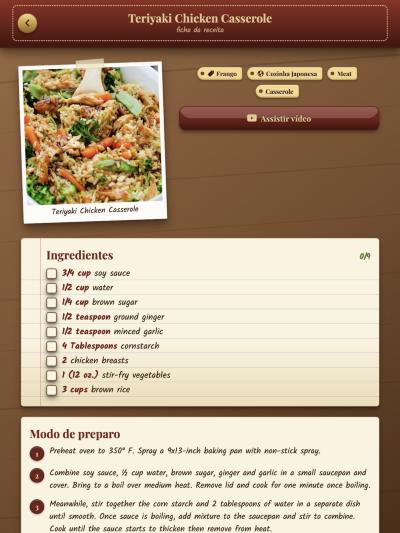 Teriyaki Chicken Casserole
ficha da receita
Frango
Cozinha Japonesa
Meat
Casserole
Assistir vídeo
Teriyaki Chicken Casserole
Ingredientes
0/9
3/4 cup soy sauce
1/2 cup water
1/4 cup brown sugar
1/2 teaspoon ground ginger
1/2 teaspoon minced garlic
4 Tablespoons cornstarch
2 chicken breasts
1 (12 oz.) stir-fry vegetables
3 cups brown rice
Modo de preparo
1 Preheat oven to 350° F. Spray a 9x13-inch baking pan with non-stick spray.
2 Combine soy sauce, ½ cup water, brown sugar, ginger and garlic in a small saucepan and
cover. Bring to a boil over medium heat. Remove lid and cook for one minute once boiling.
3 Meanwhile, stir together the corn starch and 2 tablespoons of water in a separate dish
until smooth. Once sauce is boiling, add mixture to the saucepan and stir to combine.
Cook until the sauce starts to thicken then remove from heat.